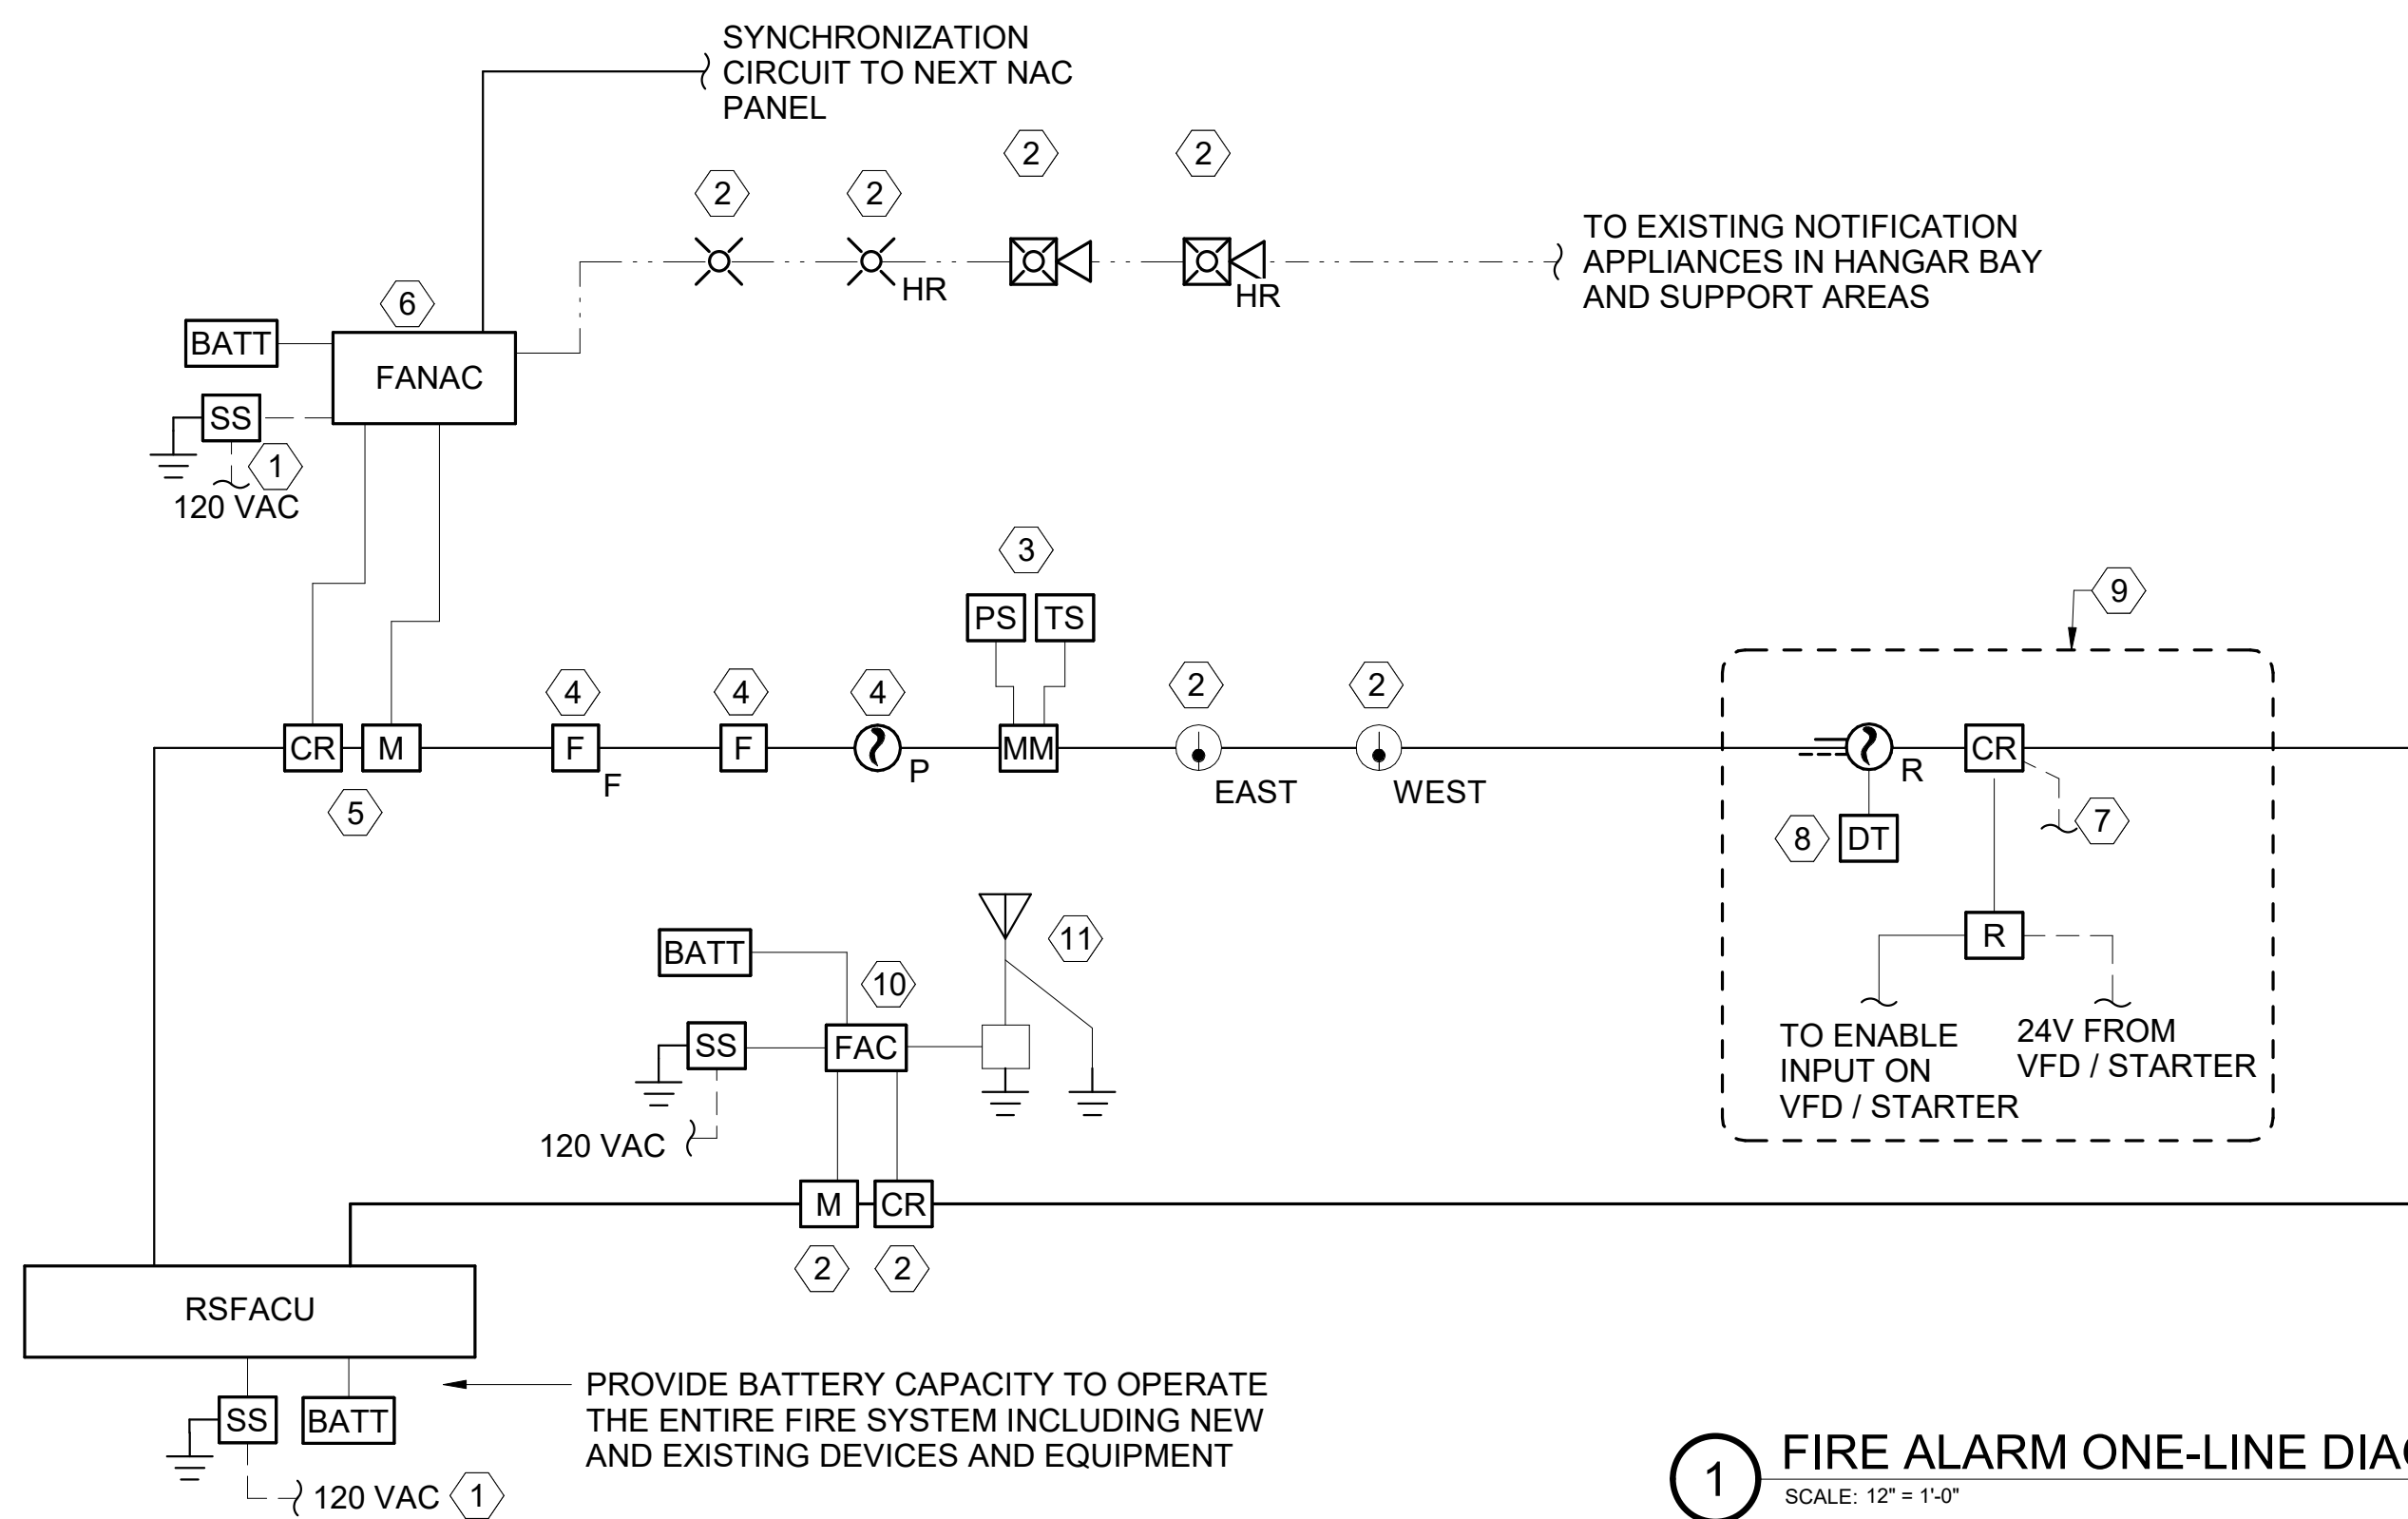 SYNCHRONIZATION
CIRCUIT TO NEXT NAC
PANEL
2
2
2
2
HR
HR
TO EXISTING NOTIFICATION
APPLIANCES IN HANGAR BAY
AND SUPPORT AREAS
6
BATT
FANAC
SS
1
120 VAC
3
PS
TS
9
4
4
4
2
2
CR
M
F
F
F
P
MM
EAST
WEST
R
CR
5
8
DT
7
R
TO ENABLE
INPUT ON
VFD / STARTER
24V FROM
VFD / STARTER
BATT
10
11
SS
FAC
120 VAC
M
CR
2
2
RSFACU
SS
BATT
120 VAC
1
PROVIDE BATTERY CAPACITY TO OPERATE
THE ENTIRE FIRE SYSTEM INCLUDING NEW
AND EXISTING DEVICES AND EQUIPMENT
1
FIRE ALARM ONE-LINE
SCALE: 12" = 1'-0"